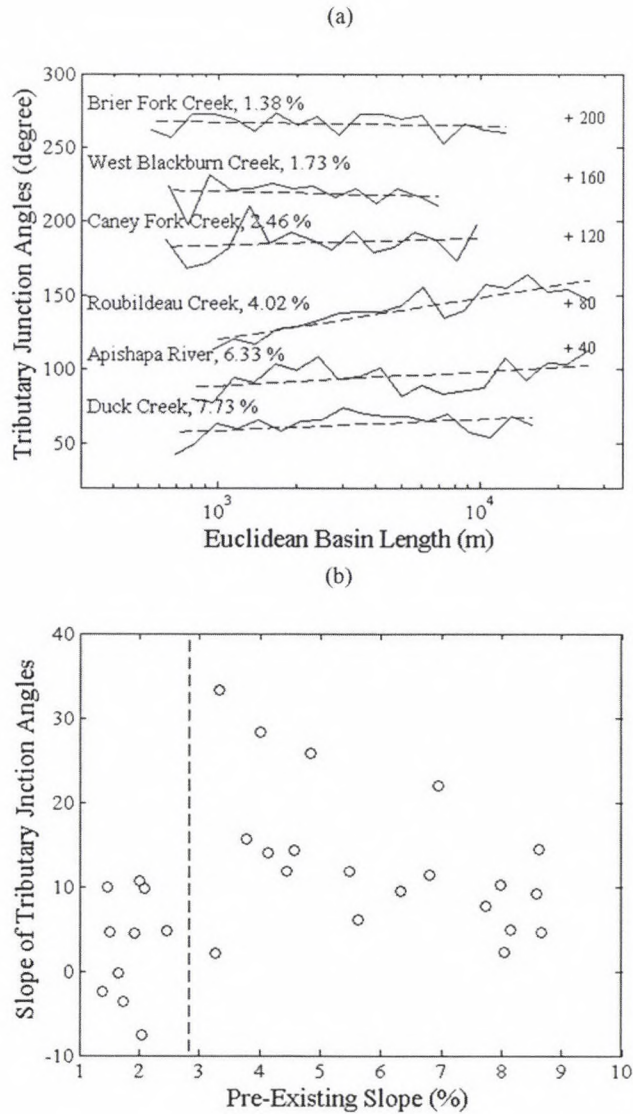 (a)
Tributary Junction Angles (degree)
300
250
200
150
100
50
Brier Fork Creek, 1.38 %
+ 200
West Blackburn Creek, 1.73 %
+ 160
Caney Fork Creek, 2.46 %
+ 120
Roubildeau Creek, 4.02 %
+ 80
Apishapa River, 6.33 %
+ 40
Duck Creek, 7.73 %
10³
10⁴
Euclidean Basin Length (m)
(b)
Slope of Tributary Jnction Angles
40
30
20
10
0
-10
1 2 3 4 5 6 7 8 9 10
Pre-Existing Slope (%)